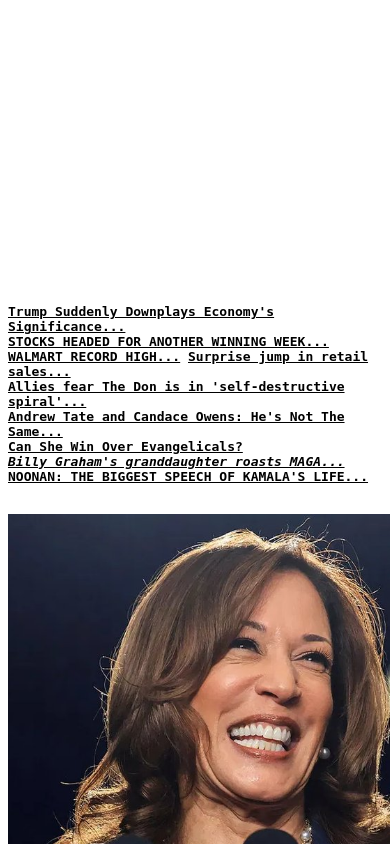 Trump Suddenly Downplays Economy's
Significance...
STOCKS HEADED FOR ANOTHER WINNING WEEK...
WALMART RECORD HIGH... Surprise jump in retail
sales...
Allies fear The Don is in 'self-destructive
spiral'...
Andrew Tate and Candace Owens: He's Not The
Same...
Can She Win Over Evangelicals?
Billy Graham's granddaughter roasts MAGA...
NOONAN: THE BIGGEST SPEECH OF KAMALA'S LIFE...